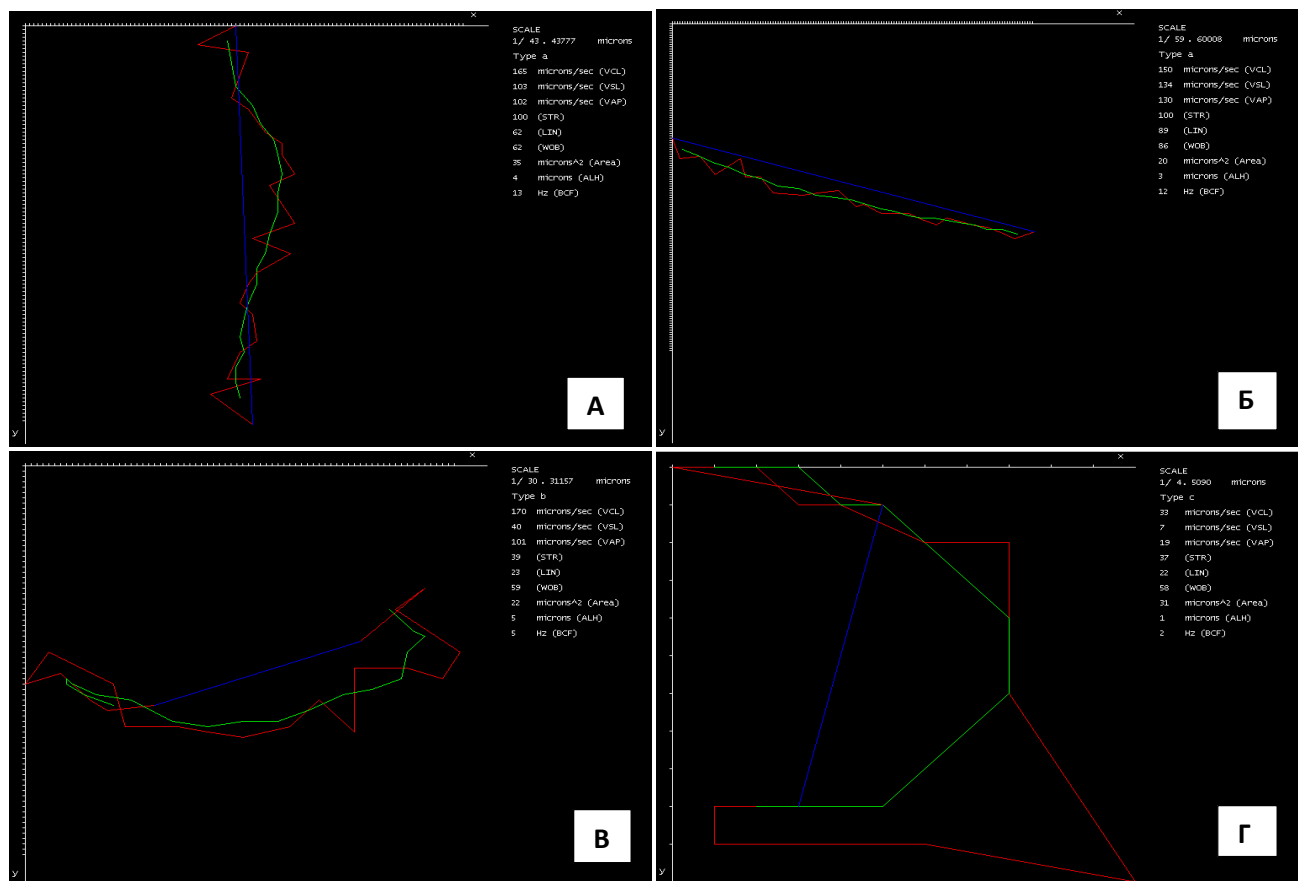 x
SCALE
1/ 43 . 43777 microns
Type a
165 microns/sec (VCL)
103 microns/sec (VSL)
102 microns/sec (VAP)
100 (STR)
62 (LIN)
62 (WOB)
35 microns^2 (Area)
4 microns (ALH)
13 Hz (BCF)
У
А
x
SCALE
1/ 59 . 60008 microns
Type a
150 microns/sec (VCL)
134 microns/sec (VSL)
130 microns/sec (VAP)
100 (STR)
89 (LIN)
86 (WOB)
20 microns^2 (Area)
3 microns (ALH)
12 Hz (BCF)
У
Б
x
SCALE
1/ 30 . 31157 microns
Type b
170 microns/sec (VCL)
40 microns/sec (VSL)
101 microns/sec (VAP)
39 (STR)
23 (LIN)
59 (WOB)
22 microns^2 (Area)
5 microns (ALH)
5 Hz (BCF)
У
В
x
SCALE
1/ 4 . 5090 microns
Type c
33 microns/sec (VCL)
7 microns/sec (VSL)
19 microns/sec (VAP)
37 (STR)
22 (LIN)
58 (WOB)
31 microns^2 (Area)
1 microns (ALH)
2 Hz (BCF)
У
Г